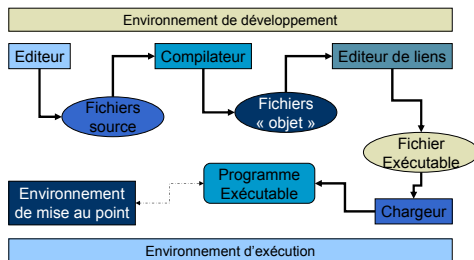 Environnement de développement
Editeur
Compilateur
Editeur de liens
Fichiers
source
Fichiers
« objet »
Fichier
Exécutable
Programme
Exécutable
Environnement
de mise au point
Chargeur
Environnement d'exécution